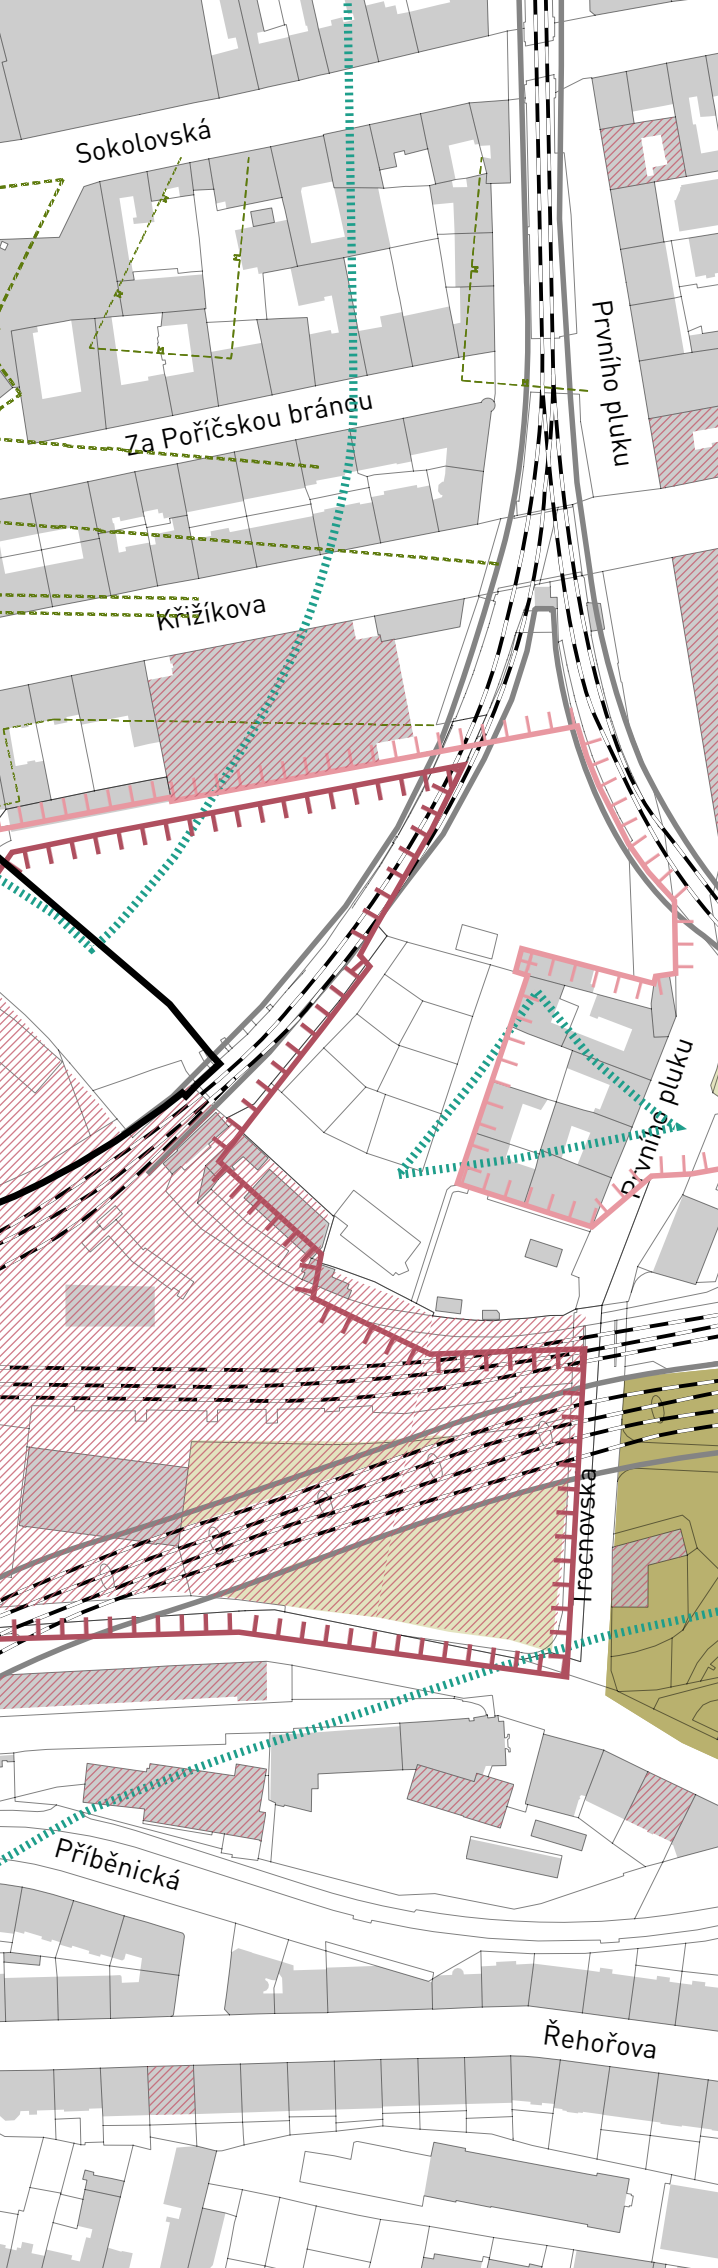 Sokolovská
Prvního pluku
Za Poříčskou bránou
Křižíkova
Prvního pluku
Trocnovská
Příběnická
Řehořova